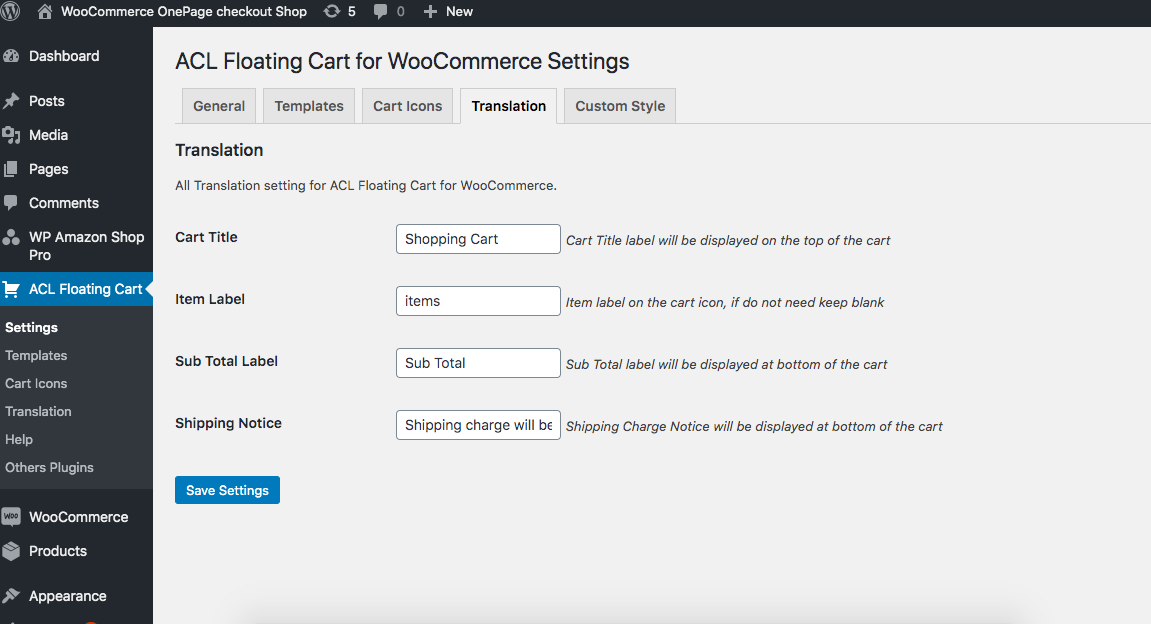 WooCommerce OnePage checkout Shop 5 0 New
Dashboard
Posts
Media
Pages
Comments
WP Amazon Shop
Pro
ACL Floating Cart
Settings
Templates
Cart Icons
Translation
Help
Others Plugins
WOO WooCommerce
Products
Appearance
ACL Floating Cart for WooCommerce Settings
General Templates Cart Icons Translation Custom Style
Translation
All Translation setting for ACL Floating Cart for WooCommerce.
Cart Title Shopping Cart Cart Title label will be displayed on the top of the cart
Item Label items Item label on the cart icon, if do not need keep blank
Sub Total Label Sub Total Sub Total label will be displayed at bottom of the cart
Shipping Notice Shipping charge will be Shipping Charge Notice will be displayed at bottom of the cart
Save Settings